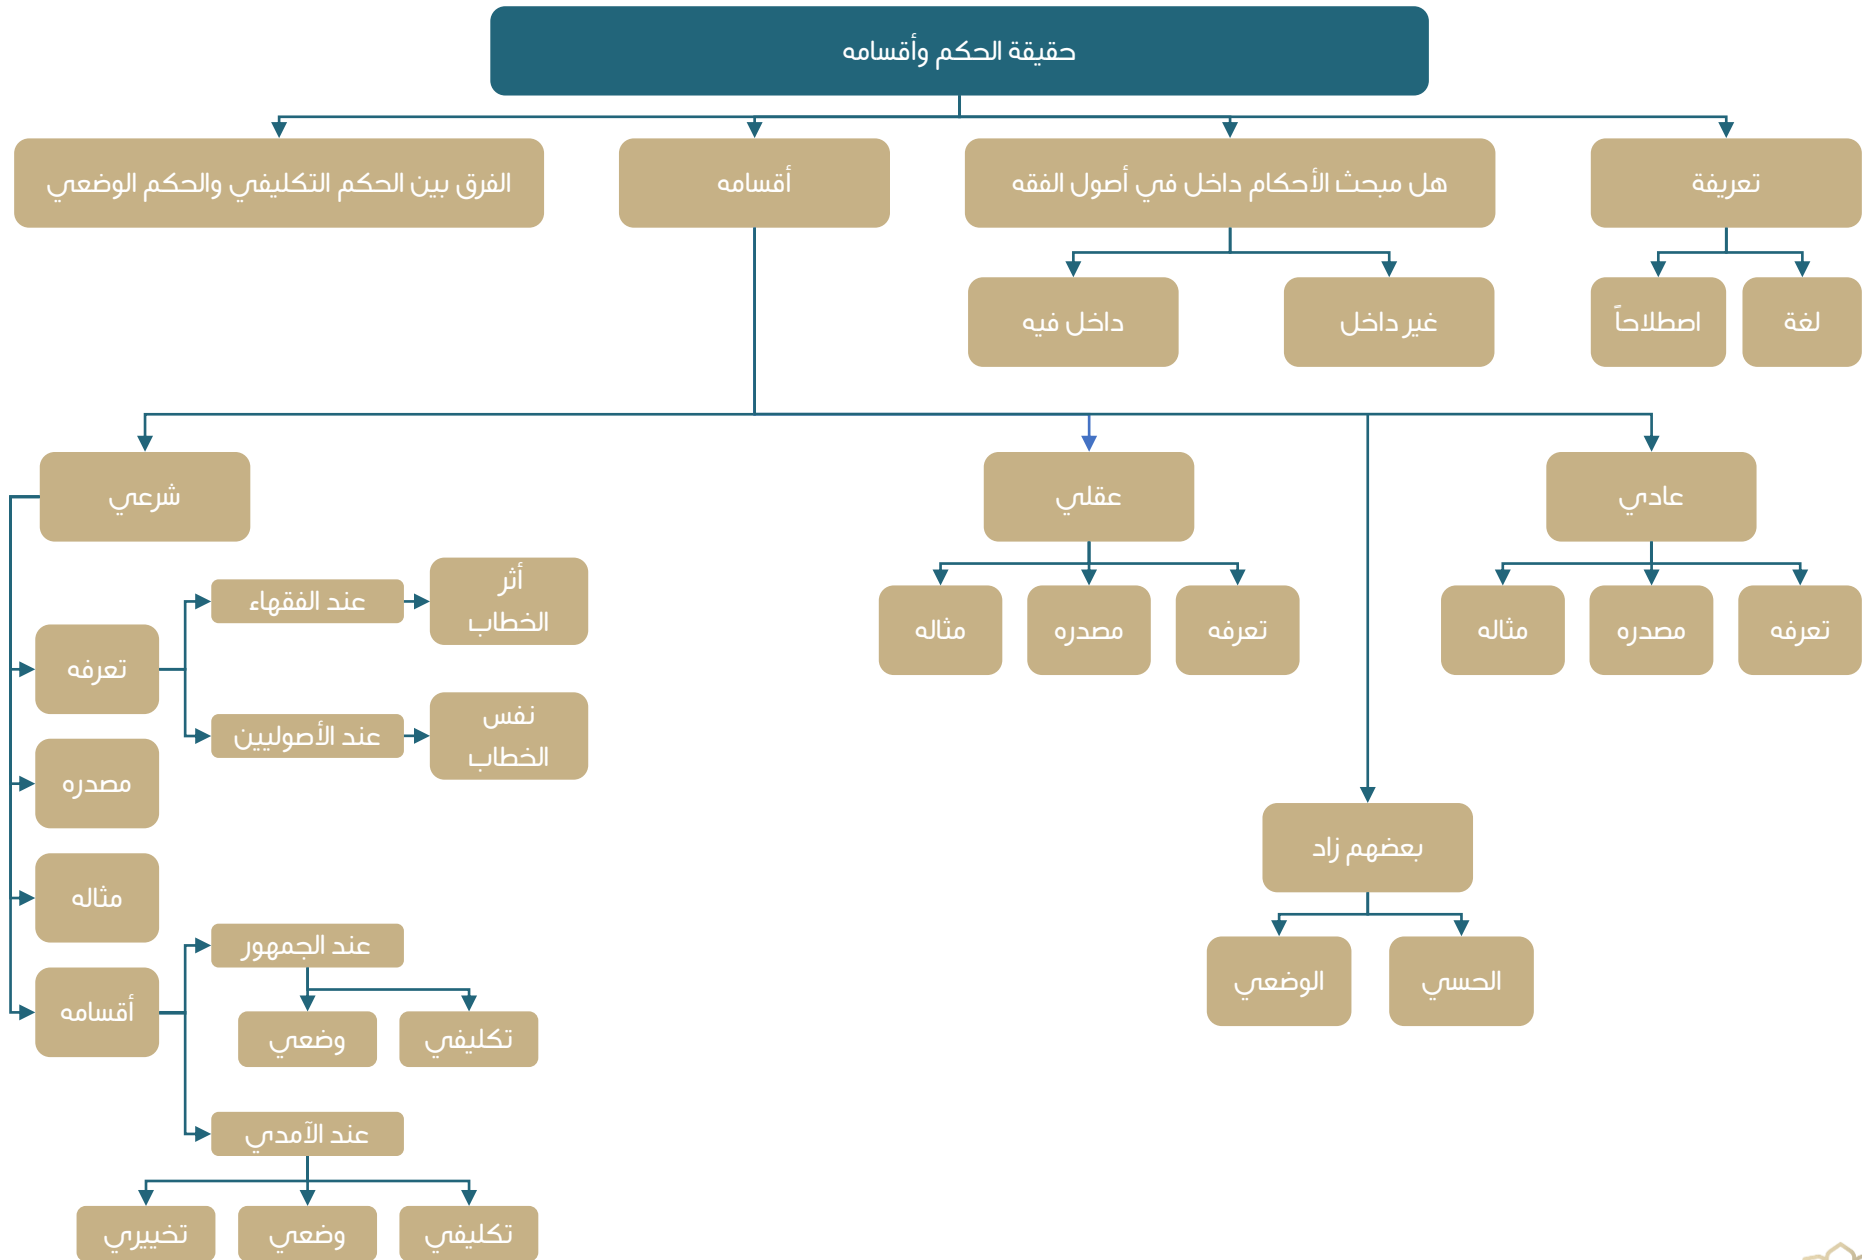 حقيقة الحكم وأقسامه
تعريفة
هل مبحث الأحكام داخل في أصول الفقه
أقسامه
الفرق بين الحكم التكليفي والحكم الوضعي
لغة
اصطلاحاً
غير داخل
داخل فيه
عادي
عقلي
شرعي
تعرفه
مصدره
مثاله
تعرفه
مصدره
مثاله
بعضهم زاد
الحسي
الوضعي
تعرفه
عند الفقهاء
أثر
الخطاب
عند الأصوليين
نفس
الخطاب
مصدره
مثاله
أقسامه
عند الجمهور
تكليفي
وضعي
عند الآمدي
تكليفي
وضعي
تخييري